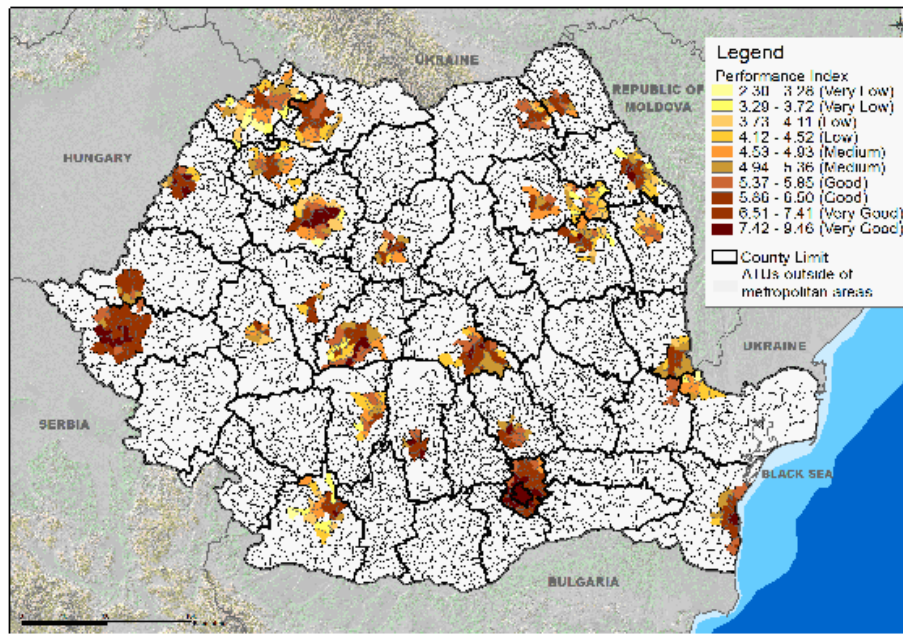 UKRAINE
REPUBLIC OF
MOLDOVA
HUNGARY
Legend
Performance Index
2.30 - 3.28 (Very Low)
3.29 - 3.72 (Very Low)
3.73 - 4.11 (Low)
4.12 - 4.52 (Low)
4.53 - 4.93 (Medium)
4.94 - 5.36 (Medium)
5.37 - 5.85 (Good)
5.86 - 6.50 (Good)
6.51 - 7.41 (Very Good)
7.42 - 9.46 (Very Good)
County Limit
ATUs outside of
metropolitan areas
UKRAINE
SERBIA
BLACK SEA
BULGARIA